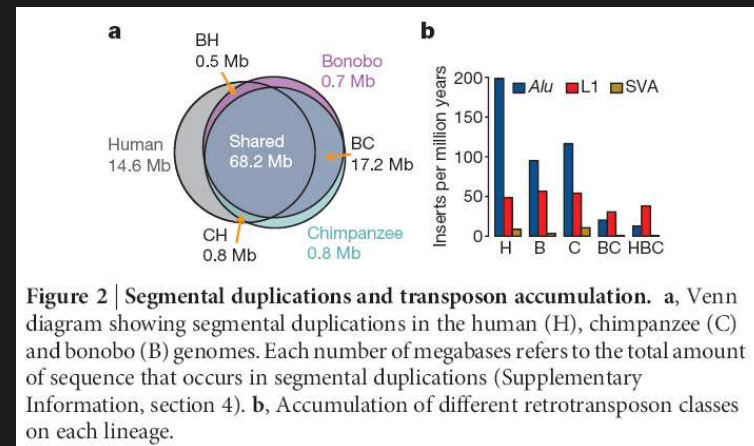 a
BH
0.5 Mb
Bonobo
0.7 Mb
Human
14.6 Mb
Shared
68.2 Mb
BC
17.2 Mb
CH
0.8 Mb
Chimpanzee
0.8 Mb
b
Inserts per million years
200
150
100
50
0
Alu L1 SVA
H B C BC HBC
Figure 2 | Segmental duplications and transposon accumulation. a, Venn
diagram showing segmental duplications in the human (H), chimpanzee (C)
and bonobo (B) genomes. Each number of megabases refers to the total amount
of sequence that occurs in segmental duplications (Supplementary
Information, section 4). b, Accumulation of different retrotransposon classes
on each lineage.